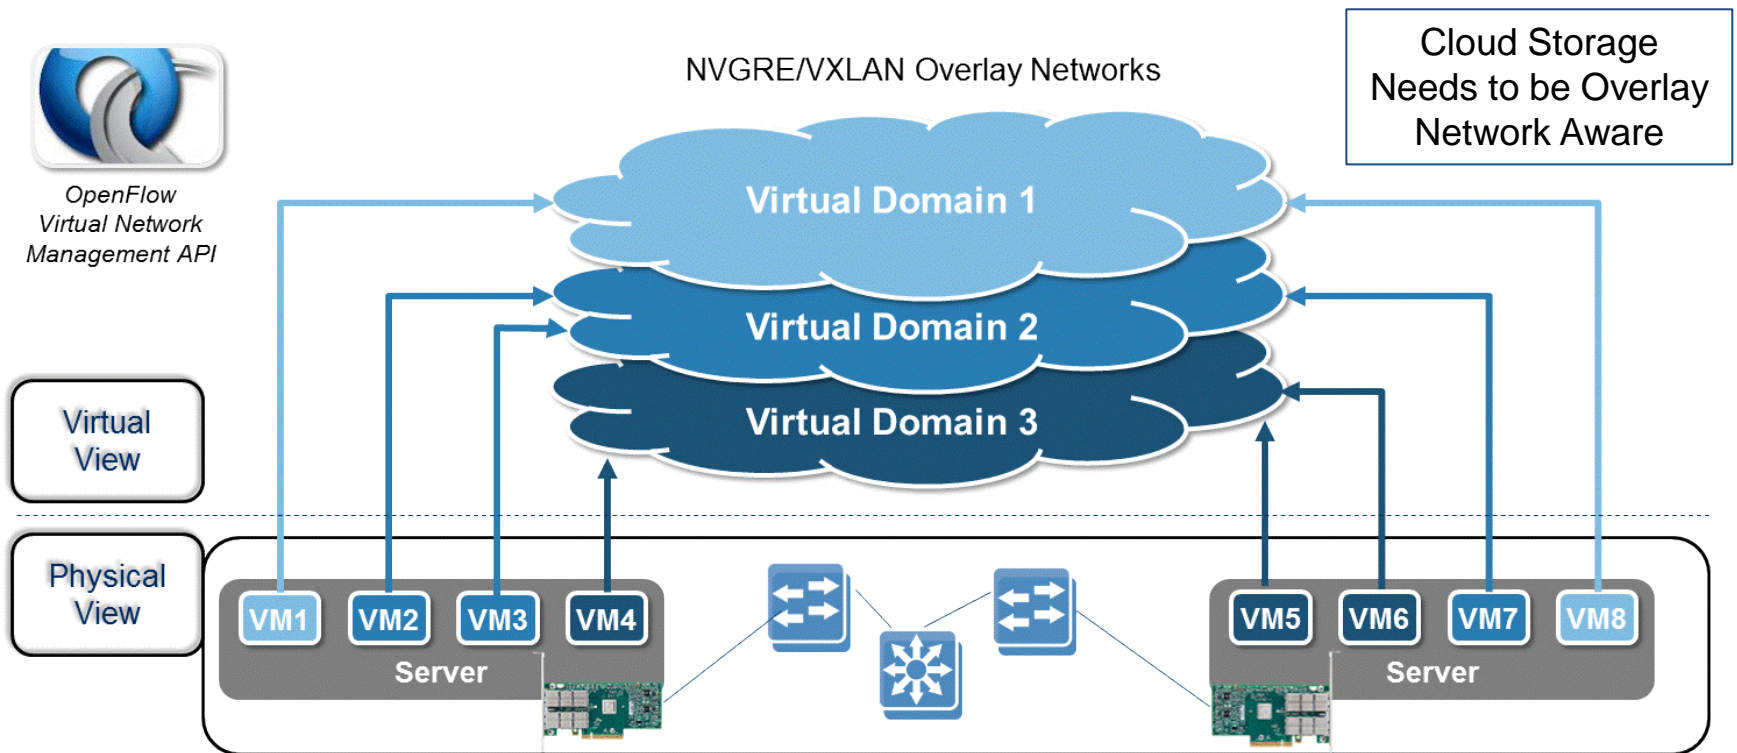 Cloud Storage
Needs to be Overlay
Network Aware
NVGRE/VXLAN Overlay Networks
OpenFlow
Virtual Network
Management API
Virtual Domain 1
Virtual Domain 2
Virtual Domain 3
Virtual
View
Physical
View
VM1
VM2
VM3
VM4
Server
VM5
VM6
VM7
VM8
Server